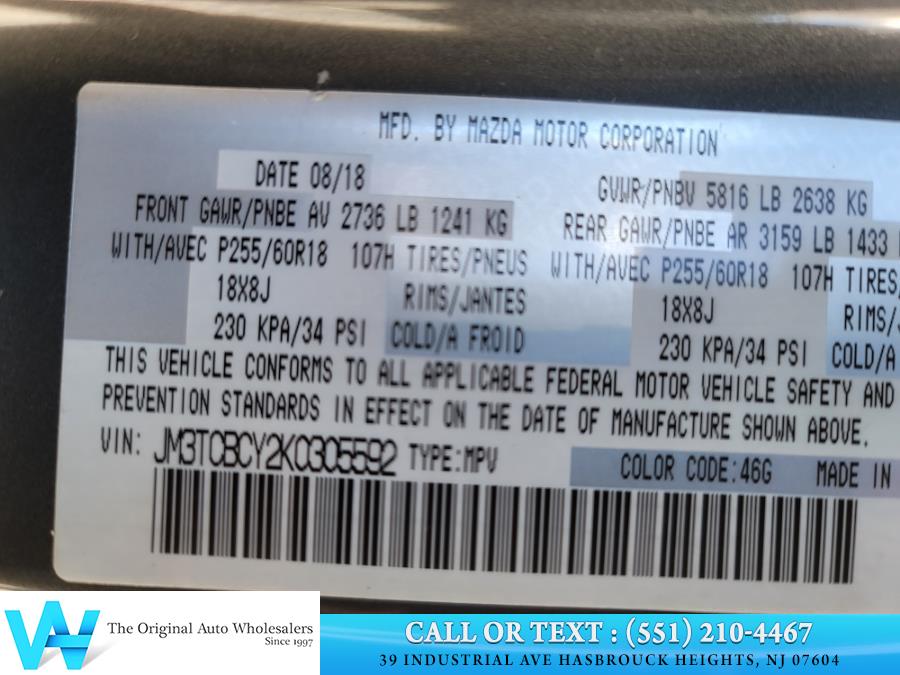 MFD. BY MAZDA MOTOR CORPORATION
DATE 08/18
GVWR/PNBV 5816 LB 2638 KG
FRONT GAWR/PNBE AV 2736 LB 1241 KG
REAR GAWR/PNBE AR 3159 LB 1433
WITH/AVEC P255/60R18 107H TIRES/PNEUS WITH/AVEC P255/60R18 107H TIRES/
18X8J RIMS/JANTES 18X8J RIMS/
230 KPA/34 PSI COLD/A FROID 230 KPA/34 PSI COLD/A
THIS VEHICLE CONFORMS TO ALL APPLICABLE FEDERAL MOTOR VEHICLE SAFETY AND
PREVENTION STANDARDS IN EFFECT ON THE DATE OF MANUFACTURE SHOWN ABOVE.
VIN: JM3TCBCY2K0305592 TYPE:MPV COLOR CODE:46G MADE IN
The Original Auto Wholesalers
Since 1997
CALL OR TEXT : (551) 210-4467
39 INDUSTRIAL AVE HASBROUCK HEIGHTS, NJ 07604